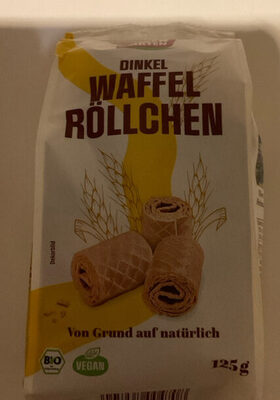 DINKEL
WAFFEL
RÖLLCHEN
Dekorbild
Von Grund auf natürlich
125 g
BIO
VEGAN